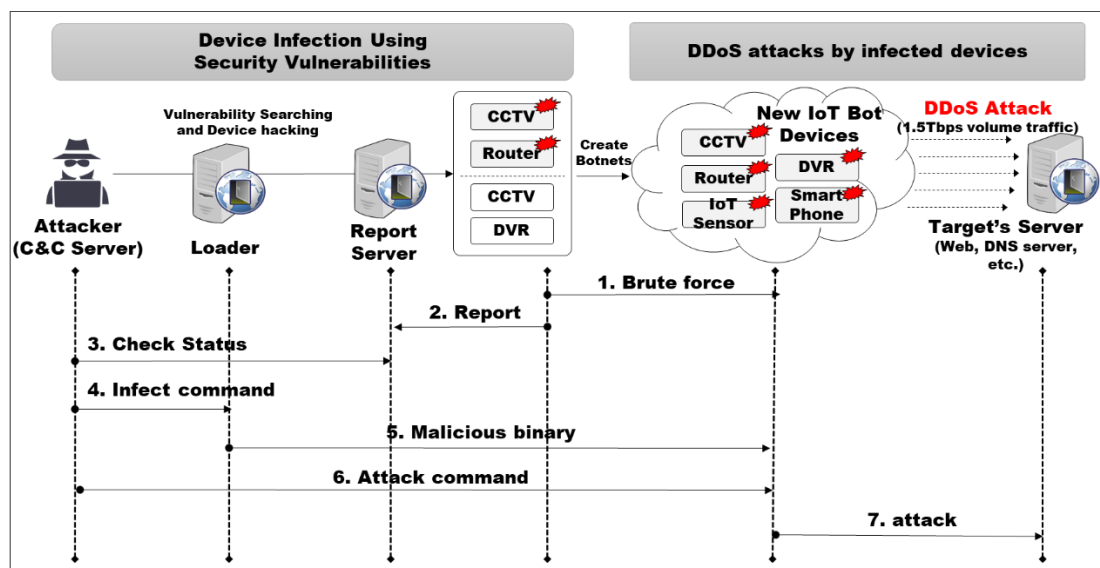 Device Infection Using
Security Vulnerabilities
DDoS attacks by infected devices
Vulnerability Searching
and Device hacking
CCTV
Router
CCTV
DVR
Create
Botnets
New IoT Bot
Devices
CCTV
DVR
Router
IoT
Sensor
Smart
Phone
DDoS Attack
(1.5Tbps volume traffic)
Attacker
(C&C Server)
Loader
Report
Server
Target's Server
(Web, DNS server,
etc.)
1. Brute force
2. Report
3. Check Status
4. Infect command
5. Malicious binary
6. Attack command
7. attack